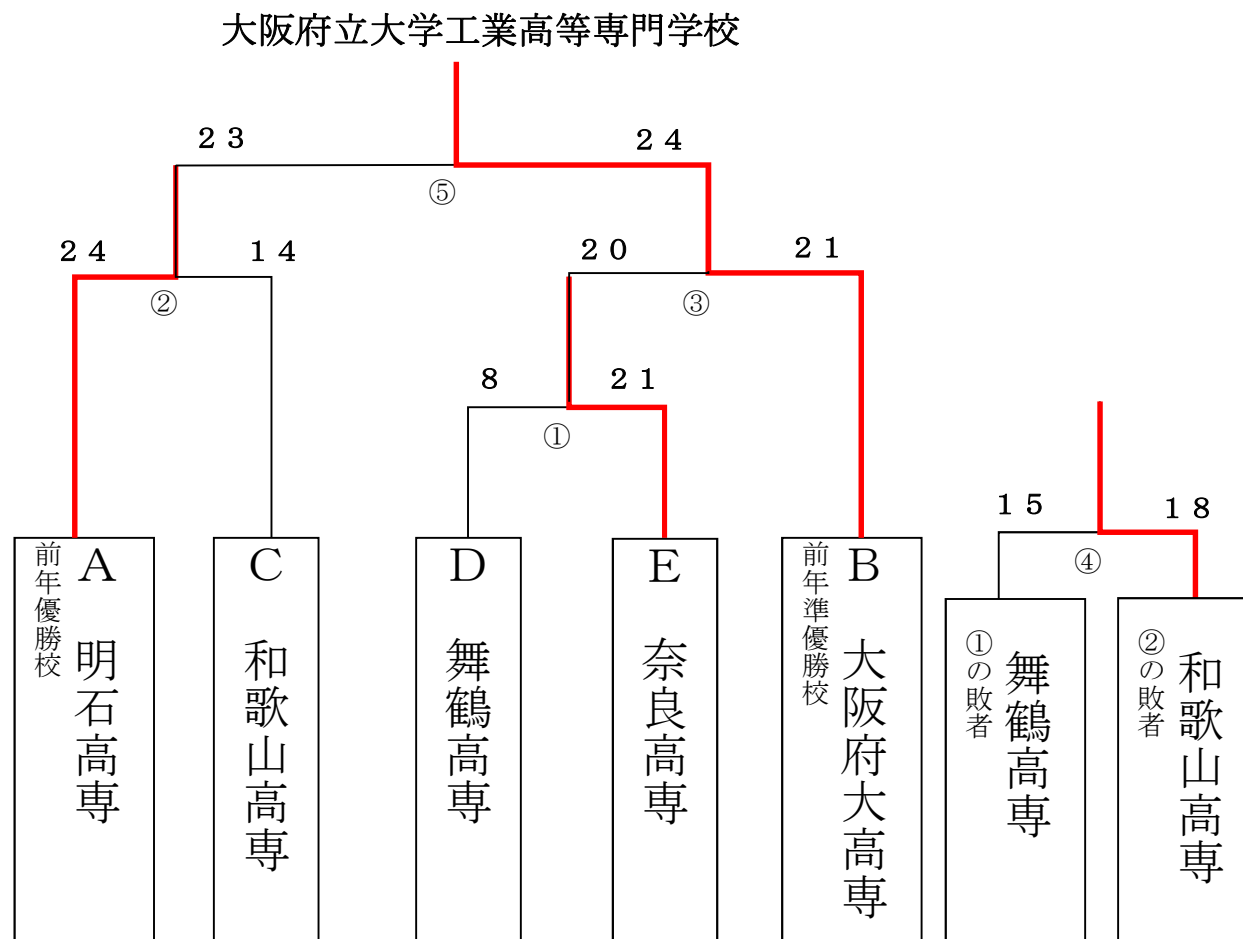 大阪府立大学工業高等専門学校
２３
２４
⑤
２４
１４
２０
２１
②
③
８
２１
①
１５
１８
④
A
前年優勝校
明石高専
C
和歌山高専
D
舞鶴高専
E
奈良高専
B
前年準優勝校
大阪府大高専
①の敗者
舞鶴高専
②の敗者
和歌山高専